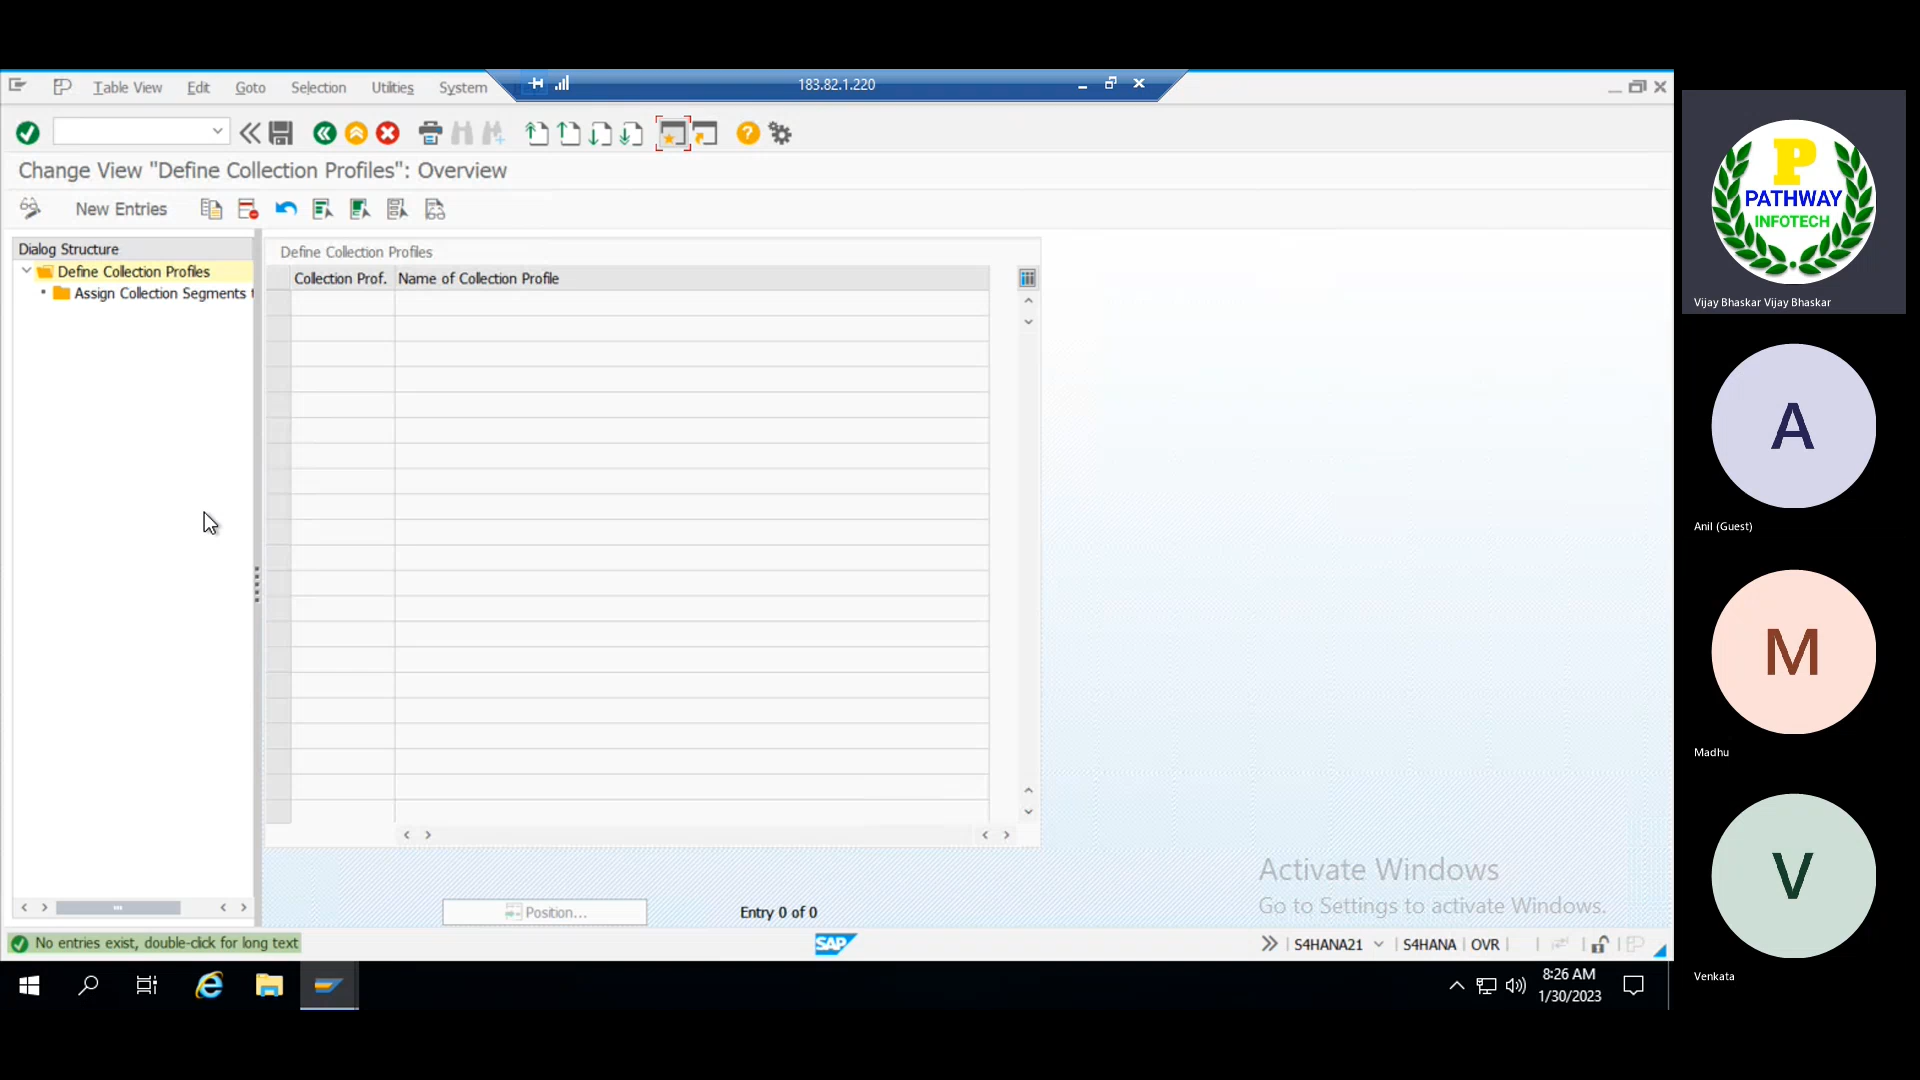 Table View Edit Goto Selection Utilities System
183.82.1.220
Change View "Define Collection Profiles": Overview
New Entries
Dialog Structure
Define Collection Profiles
Assign Collection Segments t
Define Collection Profiles
Collection Prof. Name of Collection Profile
Position...
Entry 0 of 0
Activate Windows
Go to Settings to activate Windows.
No entries exist, double-click for long text
SAP
S4HANA21 S4HANA OVR
8:26 AM
1/30/2023
P
PATHWAY
INFOTECH
Vijay Bhaskar Vijay Bhaskar
A
Anil (Guest)
M
Madhu
V
Venkata